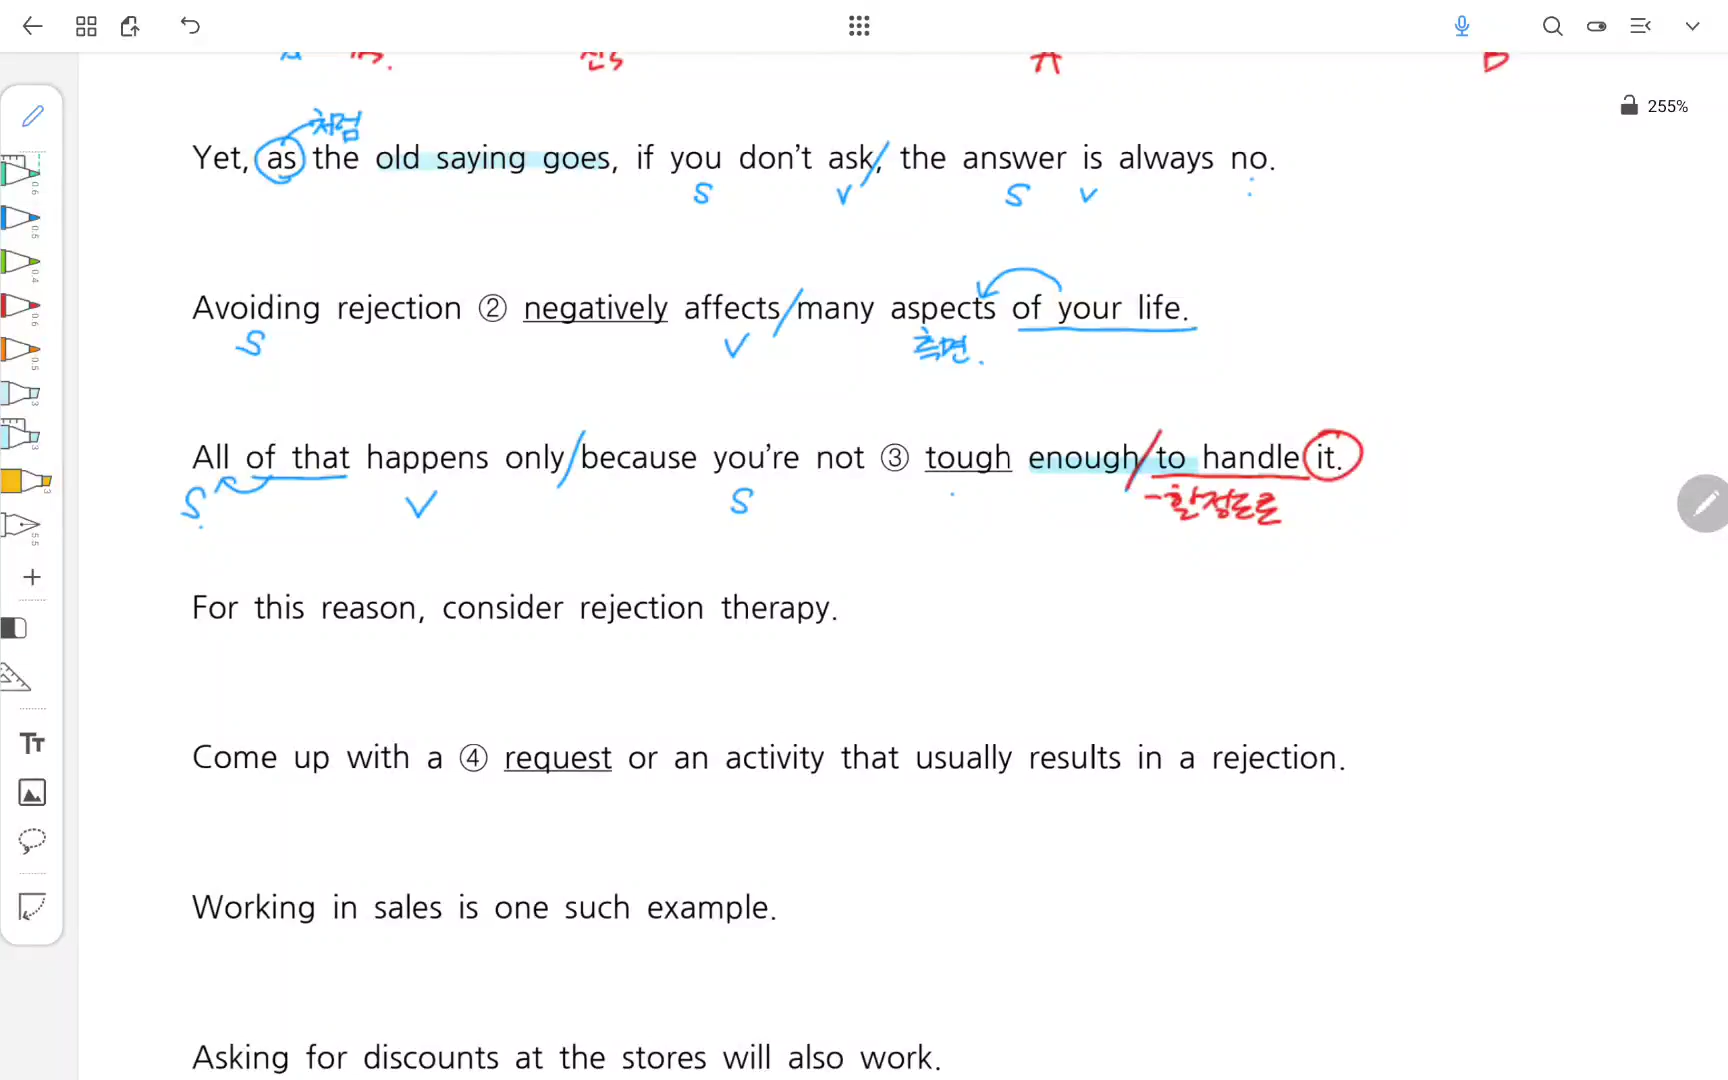 255%
처럼
Yet, as the old saying goes, if you don't ask, the answer is always no.
S V S V
Avoiding rejection ② negatively affects many aspects of your life.
S V 측면.
All of that happens only because you're not ③ tough enough to handle it.
S V S ~할정도로
For this reason, consider rejection therapy.
Come up with a ④ request or an activity that usually results in a rejection.
Working in sales is one such example.
Asking for discounts at the stores will also work.